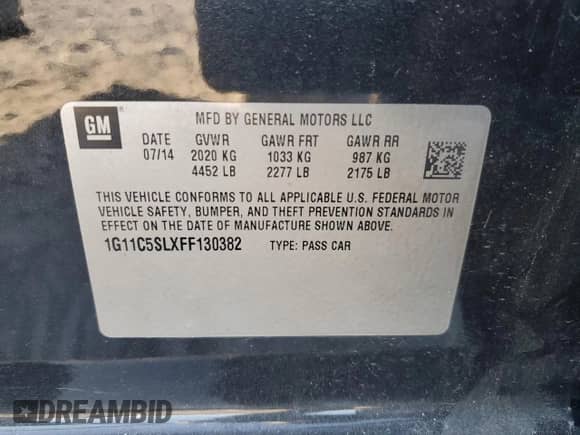 GM
MFD BY GENERAL MOTORS LLC
DATE GVWR GAWR FRT GAWR RR
07/14 2020 KG 1033 KG 987 KG
4452 LB 2277 LB 2175 LB
THIS VEHICLE CONFORMS TO ALL APPLICABLE U.S. FEDERAL MOTOR
VEHICLE SAFETY, BUMPER, AND THEFT PREVENTION STANDARDS IN
EFFECT ON THE DATE OF MANUFACTURE SHOWN ABOVE.
1G11C5SLXFF130382 TYPE: PASS CAR
DREAMBID